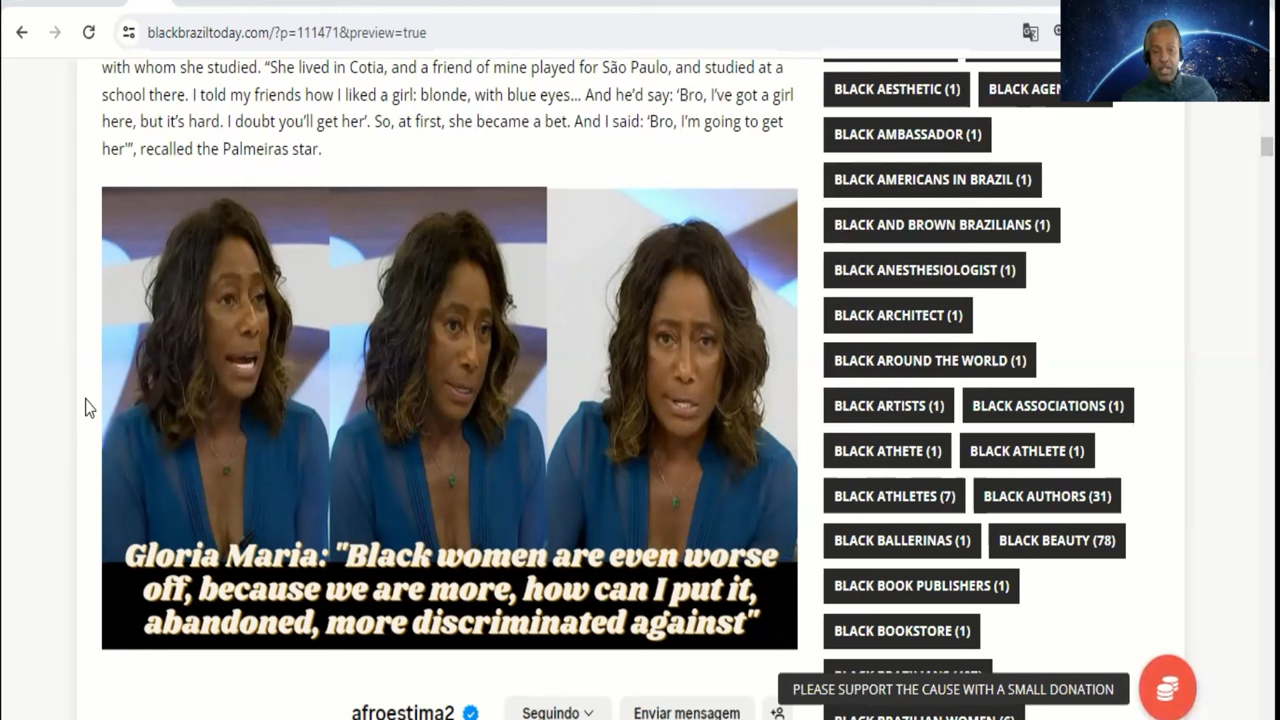 blackbraziltoday.com/?p=111471&preview=true
with whom she studied. “She lived in Cotia, and a friend of mine played for São Paulo, and studied at a
school there. I told my friends how I liked a girl: blonde, with blue eyes... And he’d say: ‘Bro, I’ve got a girl
here, but it’s hard. I doubt you’ll get her’. So, at first, she became a bet. And I said: ‘Bro, I’m going to get
her’”, recalled the Palmeiras star.
Gloria Maria: "Black women are even worse
off, because we are more, how can I put it,
abandoned, more discriminated against"
afroestima2
Seguindo
Enviar mensagem
BLACK AESTHETIC (1)
BLACK
BLACK AMBASSADOR (1)
BLACK AMERICANS IN BRAZIL (1)
BLACK AND BROWN BRAZILIANS (1)
BLACK ANESTHESIOLOGIST (1)
BLACK ARCHITECT (1)
BLACK AROUND THE WORLD (1)
BLACK ARTISTS (1)
BLACK ASSOCIATIONS (1)
BLACK ATHETE (1)
BLACK ATHLETE (1)
BLACK ATHLETES (7)
BLACK AUTHORS (31)
BLACK BALLERINAS (1)
BLACK BEAUTY (78)
BLACK BOOK PUBLISHERS (1)
BLACK BOOKSTORE (1)
PLEASE SUPPORT THE CAUSE WITH A SMALL DONATION
BLACK BRAZILIAN WOMEN (6)